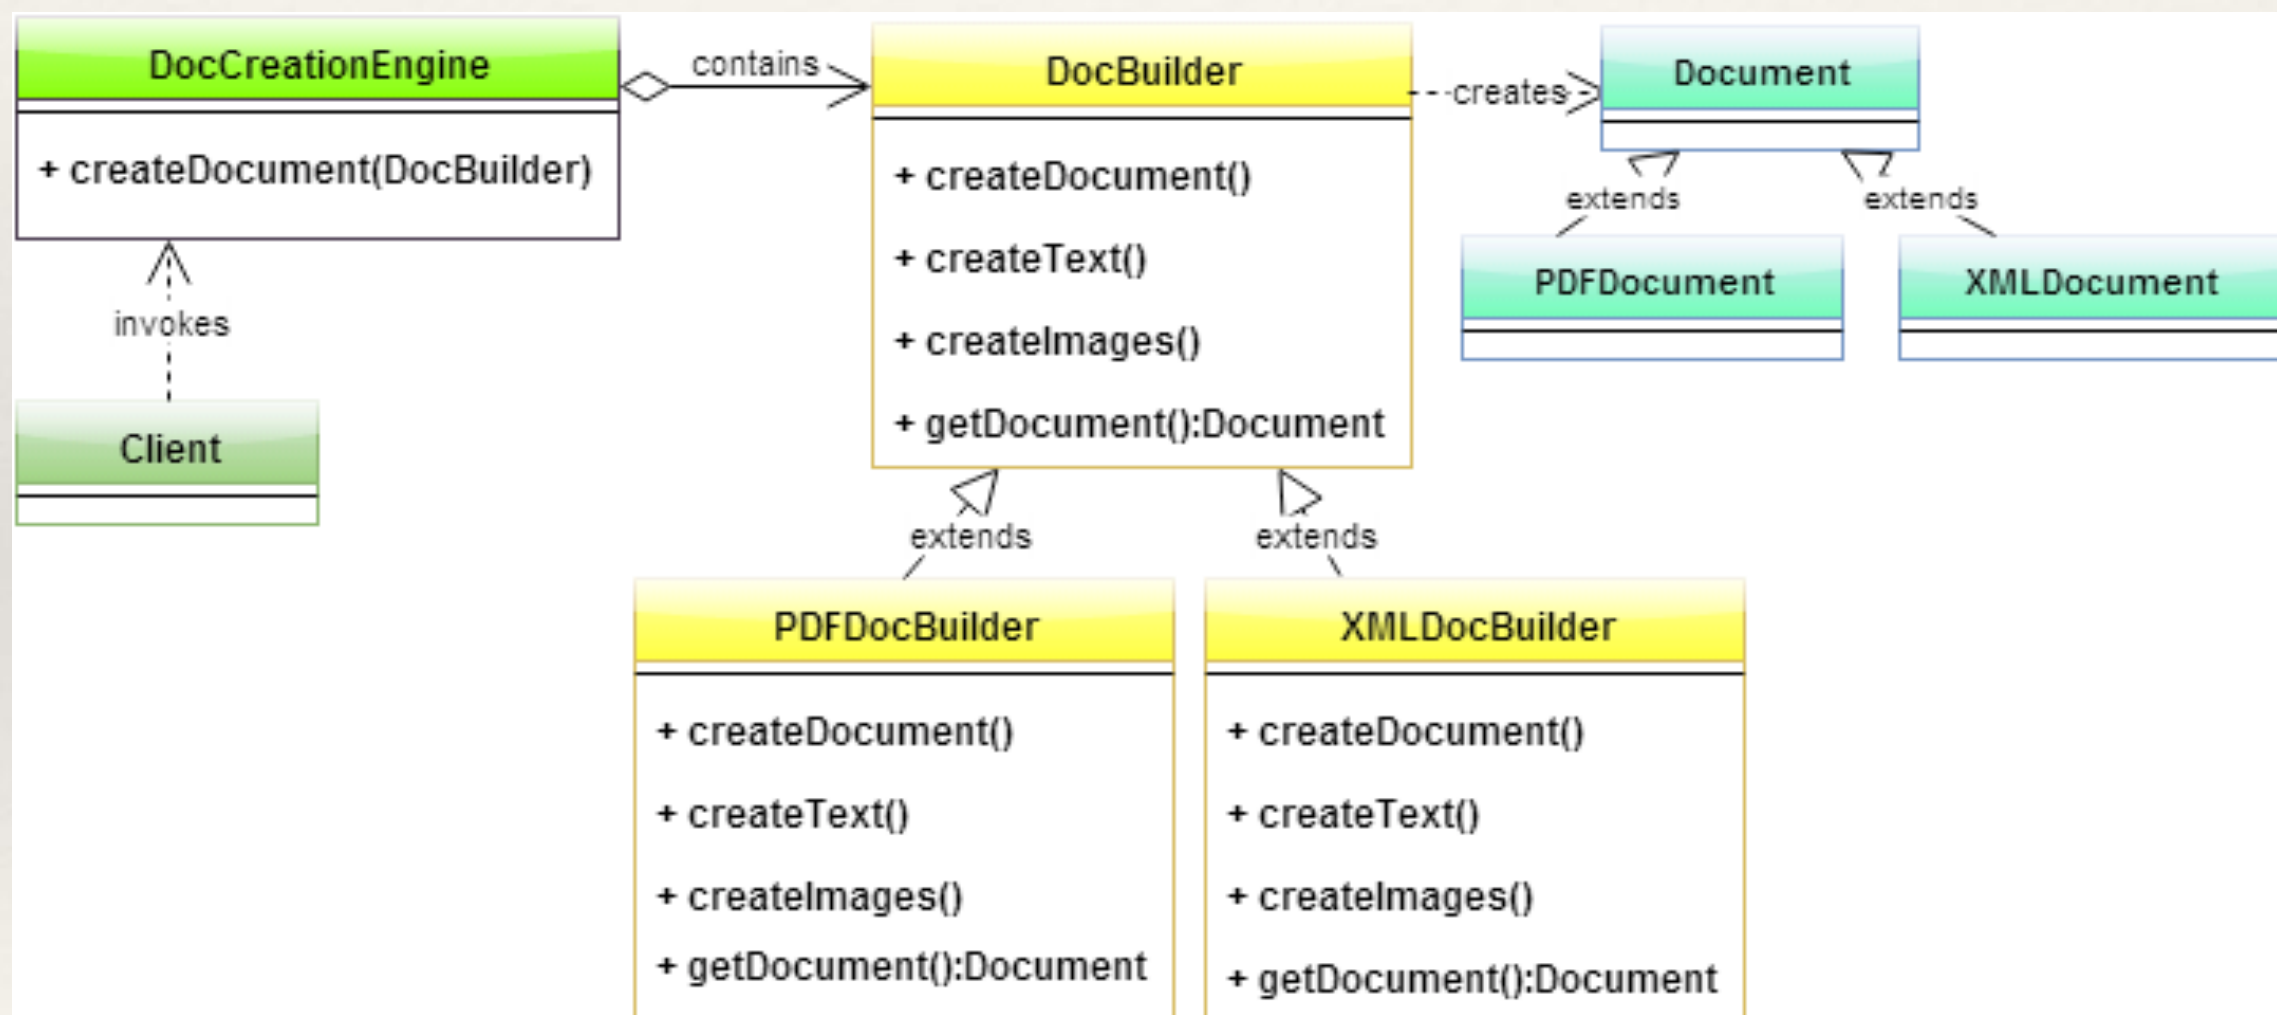 DocCreationEngine
+ createDocument(DocBuilder)
contains
DocBuilder
+ createDocument()
+ createText()
+ createImages()
+ getDocument():Document
creates
Document
extends
extends
PDFDocument
XMLDocument
invokes
Client
extends
extends
PDFDocBuilder
+ createDocument()
+ createText()
+ createImages()
+ getDocument():Document
XMLDocBuilder
+ createDocument()
+ createText()
+ createImages()
+ getDocument():Document